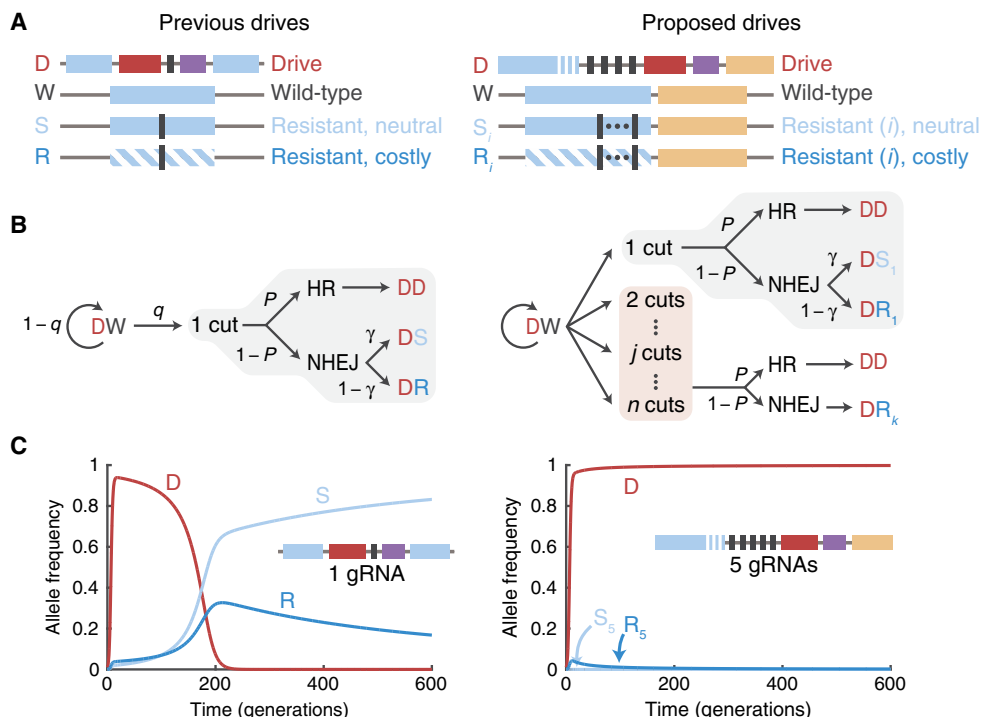 A
Previous drives
D
Drive
W
Wild-type
S
Resistant, neutral
R
Resistant, costly
Proposed drives
D
Drive
W
Wild-type
Si
Resistant (i), neutral
Ri
Resistant (i), costly
B
1 – q
DW
q
1 cut
P
HR
DD
1 – P
NHEJ
γ
DS
1 – γ
DR
DW
1 cut
P
HR
DD
1 – P
NHEJ
γ
DS1
1 – γ
DR1
2 cuts
j cuts
n cuts
P
HR
DD
1 – P
NHEJ
DRk
C
Allele frequency
1
0.8
0.6
0.4
0.2
0
D
S
R
1 gRNA
0
200
400
600
Time (generations)
Allele frequency
1
0.8
0.6
0.4
0.2
0
D
5 gRNAs
S5
R5
0
200
400
600
Time (generations)